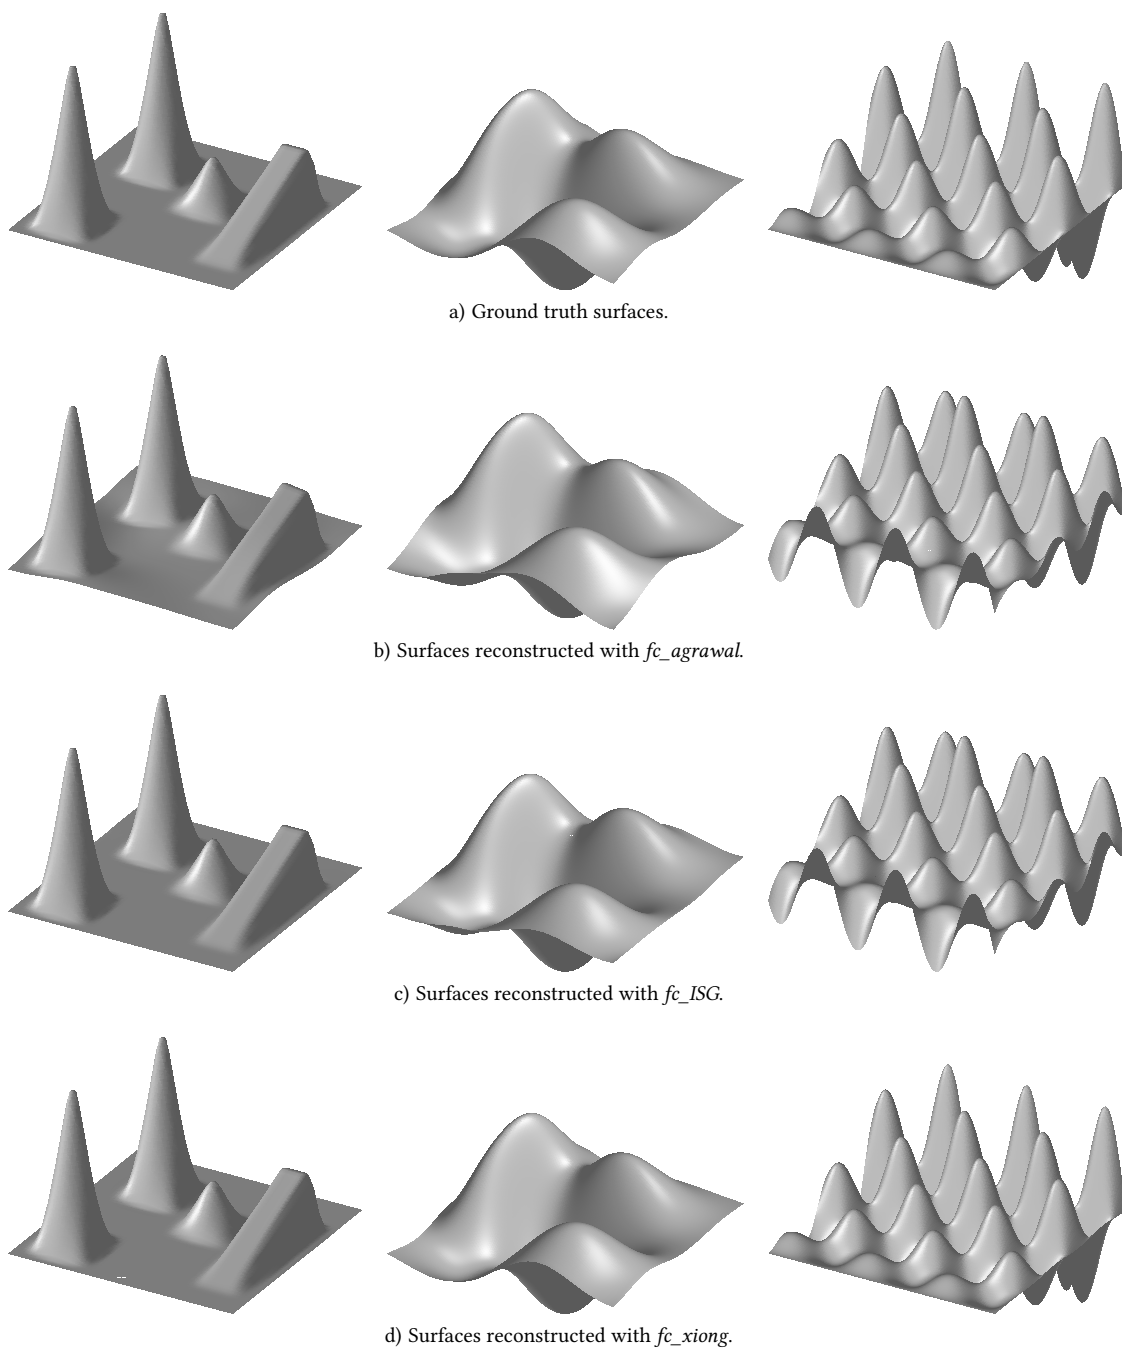 a) Ground truth surfaces.
b) Surfaces reconstructed with fc_agrawal.
c) Surfaces reconstructed with fc_ISG.
d) Surfaces reconstructed with fc_xiong.